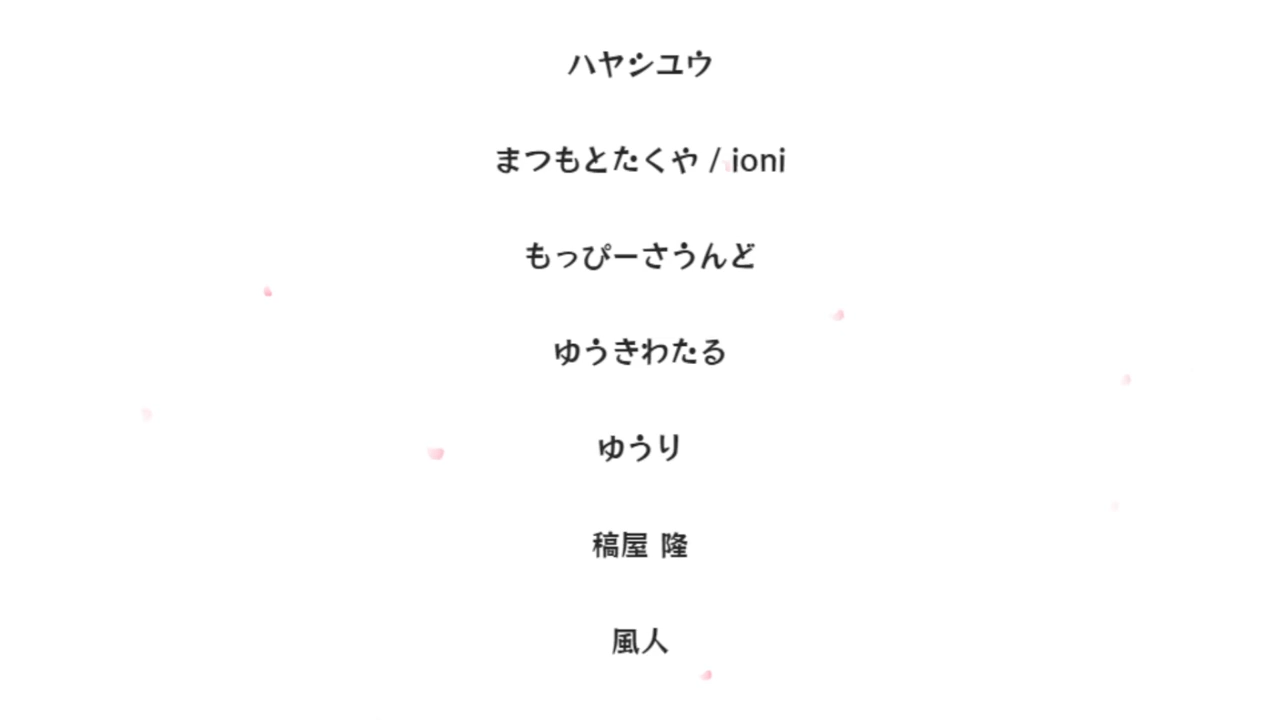 ハヤシユウ
まつもとたくや / ioni
もっぴーさうんど
ゆうきわたる
ゆうり
稿屋 隆
風人